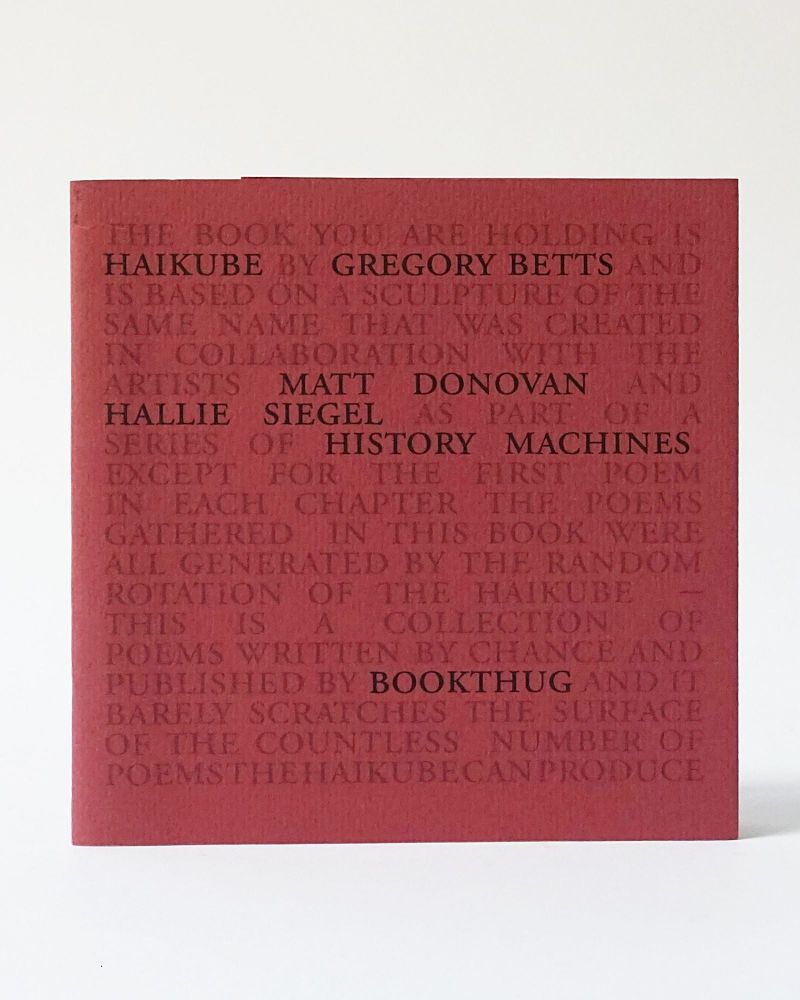 THE BOOK YOU ARE HOLDING IS
HAIKUBE BY GREGORY BETTS AND
IS BASED ON A SCULPTURE OF THE
SAME NAME THAT WAS CREATED
IN COLLABORATION WITH THE
ARTISTS MATT DONOVAN AND
HALLIE SIEGEL AS PART OF A
SERIES OF HISTORY MACHINES.
EXCEPT FOR THE FIRST POEM
IN EACH CHAPTER THE POEMS
GATHERED IN THIS BOOK WERE
ALL GENERATED BY THE RANDOM
ROTATION OF THE HAIKUBE —
THIS IS A COLLECTION OF
POEMS WRITTEN BY CHANCE AND
PUBLISHED BY BOOKTHUG AND IT
BARELY SCRATCHES THE SURFACE
OF THE COUNTLESS NUMBER OF
POEMSTHEHAIKUBECANPRODUCE